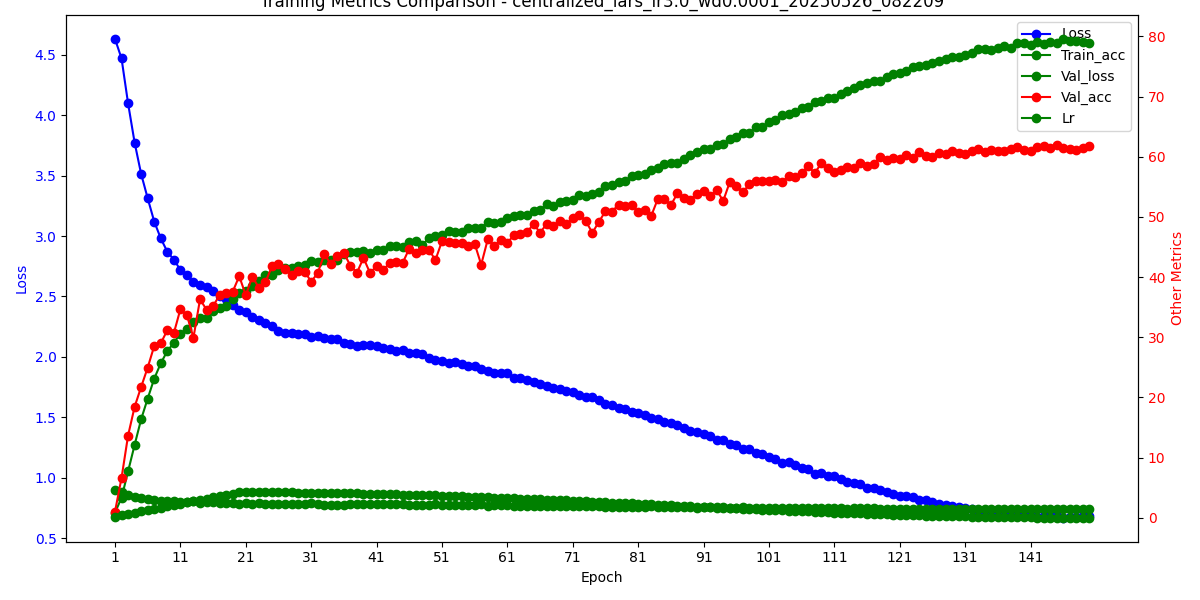 Training Metrics Comparison - centralized_lars_lr3.0_wd0.0001_20250526_082209
Loss
Train_acc
Val_loss
Val_acc
Lr
4.5
4.0
3.5
3.0
2.5
2.0
1.5
1.0
0.5
Loss
80
70
60
50
40
30
20
10
0
Other Metrics
1 11 21 31 41 51 61 71 81 91 101 111 121 131 141
Epoch